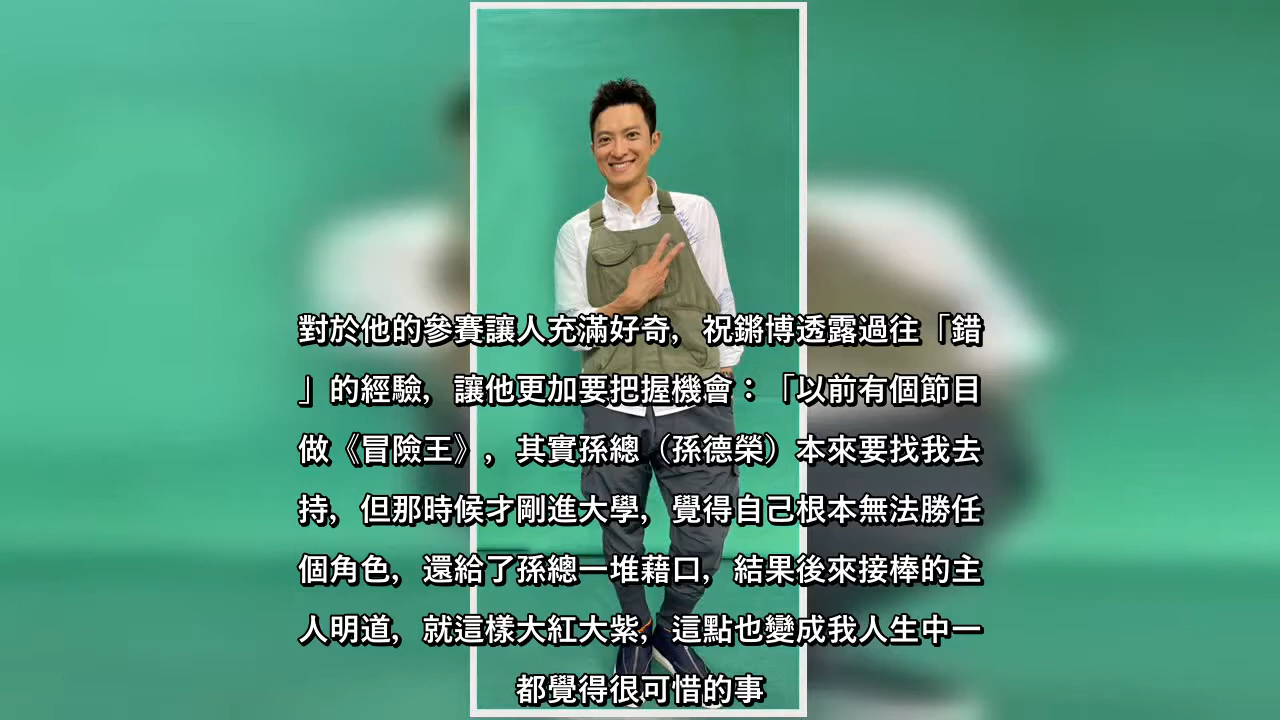 對於他的參賽讓人充滿好奇，祝鏘博透露過往「錯
」的經驗，讓他更加要把握機會：「以前有個節目
做《冒險王》，其實孫總（孫德榮）本來要找我去
持，但那時候才剛進大學，覺得自己根本無法勝任
個角色，還給了孫總一堆藉口，結果後來接棒的主
人明道，就這樣大紅大紫，這點也變成我人生中一
都覺得很可惜的事